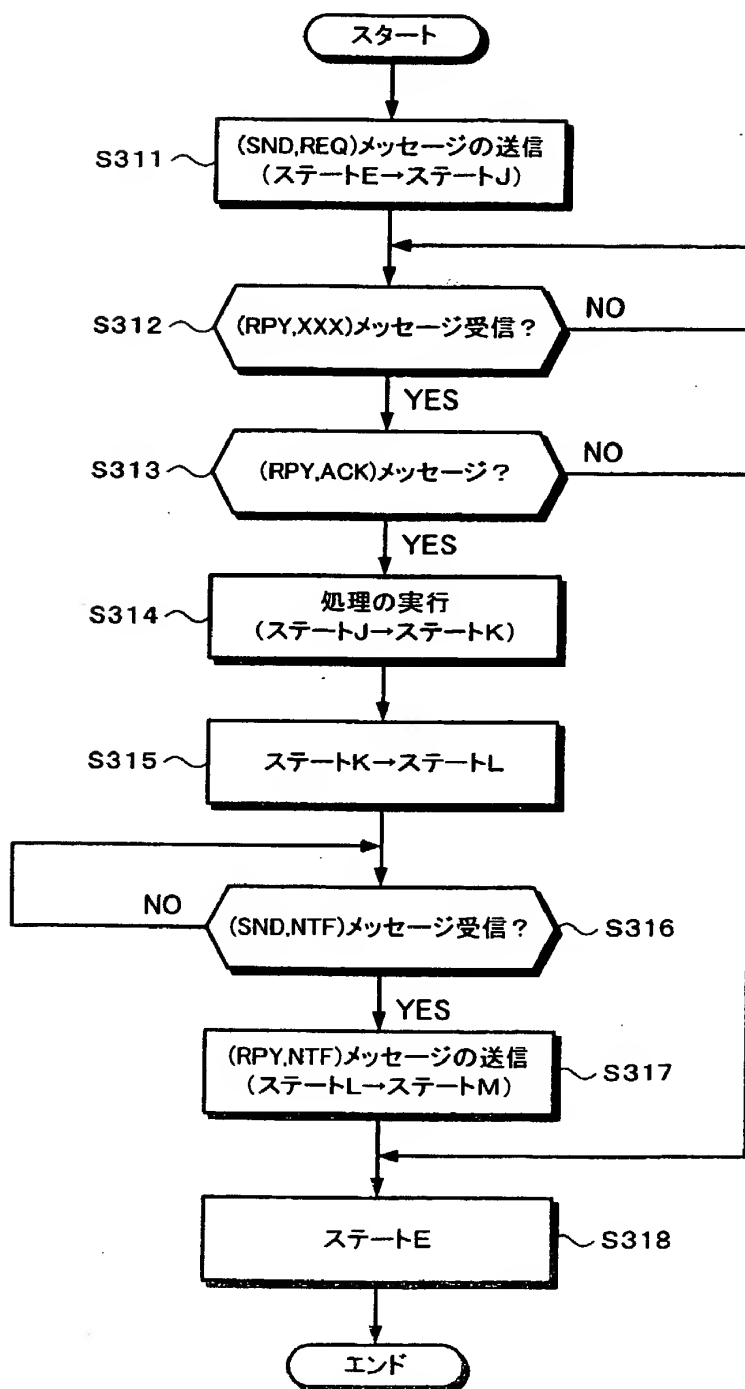 スタート
S311
(SND,REQ)メッセージの送信
(ステートE→ステートJ)
S312
(RPY,XXX)メッセージ受信?
NO
YES
S313
(RPY,ACK)メッセージ?
NO
YES
S314
処理の実行
(ステートJ→ステートK)
S315
ステートK→ステートL
NO
(SND,NTF)メッセージ受信?
S316
YES
(RPY,NTF)メッセージの送信
(ステートL→ステートM)
S317
ステートE
S318
エンド